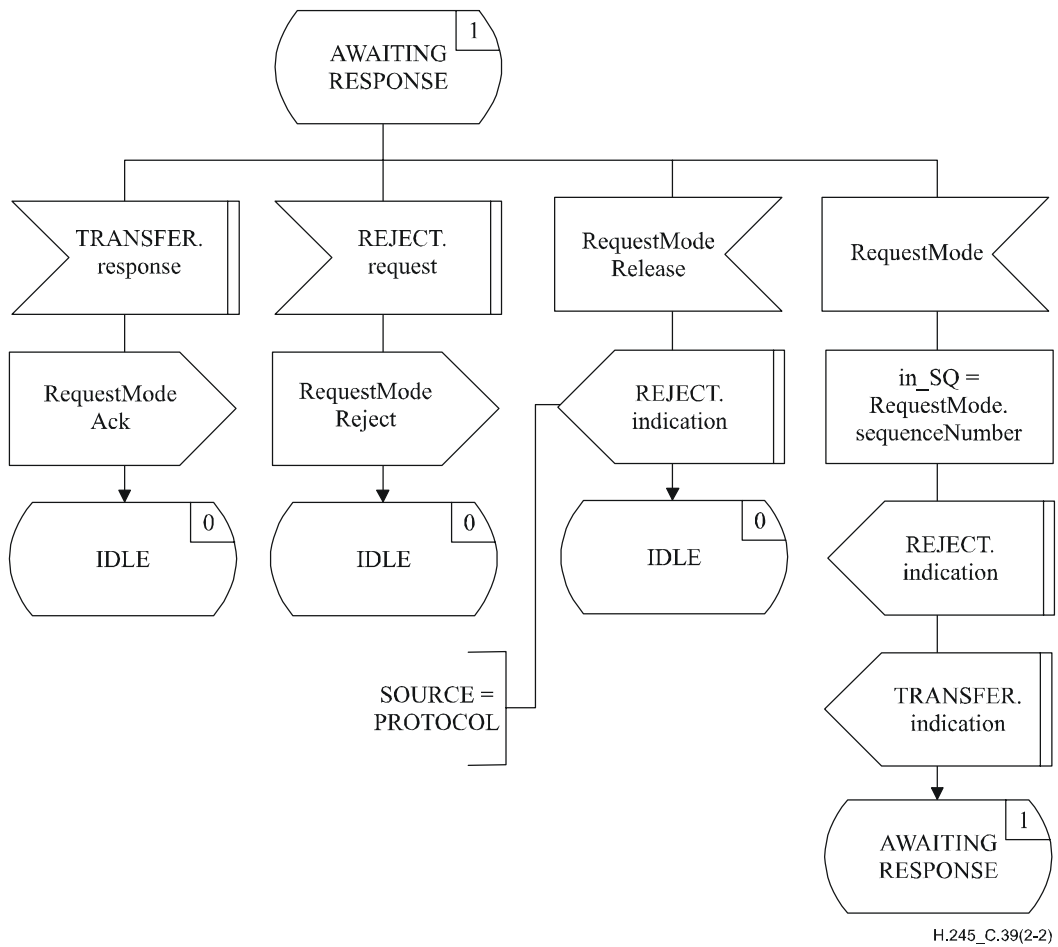 1
AWAITING
RESPONSE
TRANSFER.
response
REJECT.
request
RequestMode
Release
RequestMode
RequestMode
Ack
RequestMode
Reject
REJECT.
indication
in_SQ =
RequestMode.
sequenceNumber
0
IDLE
0
IDLE
0
IDLE
REJECT.
indication
SOURCE =
PROTOCOL
TRANSFER.
indication
1
AWAITING
RESPONSE
H.245_C.39(2-2)